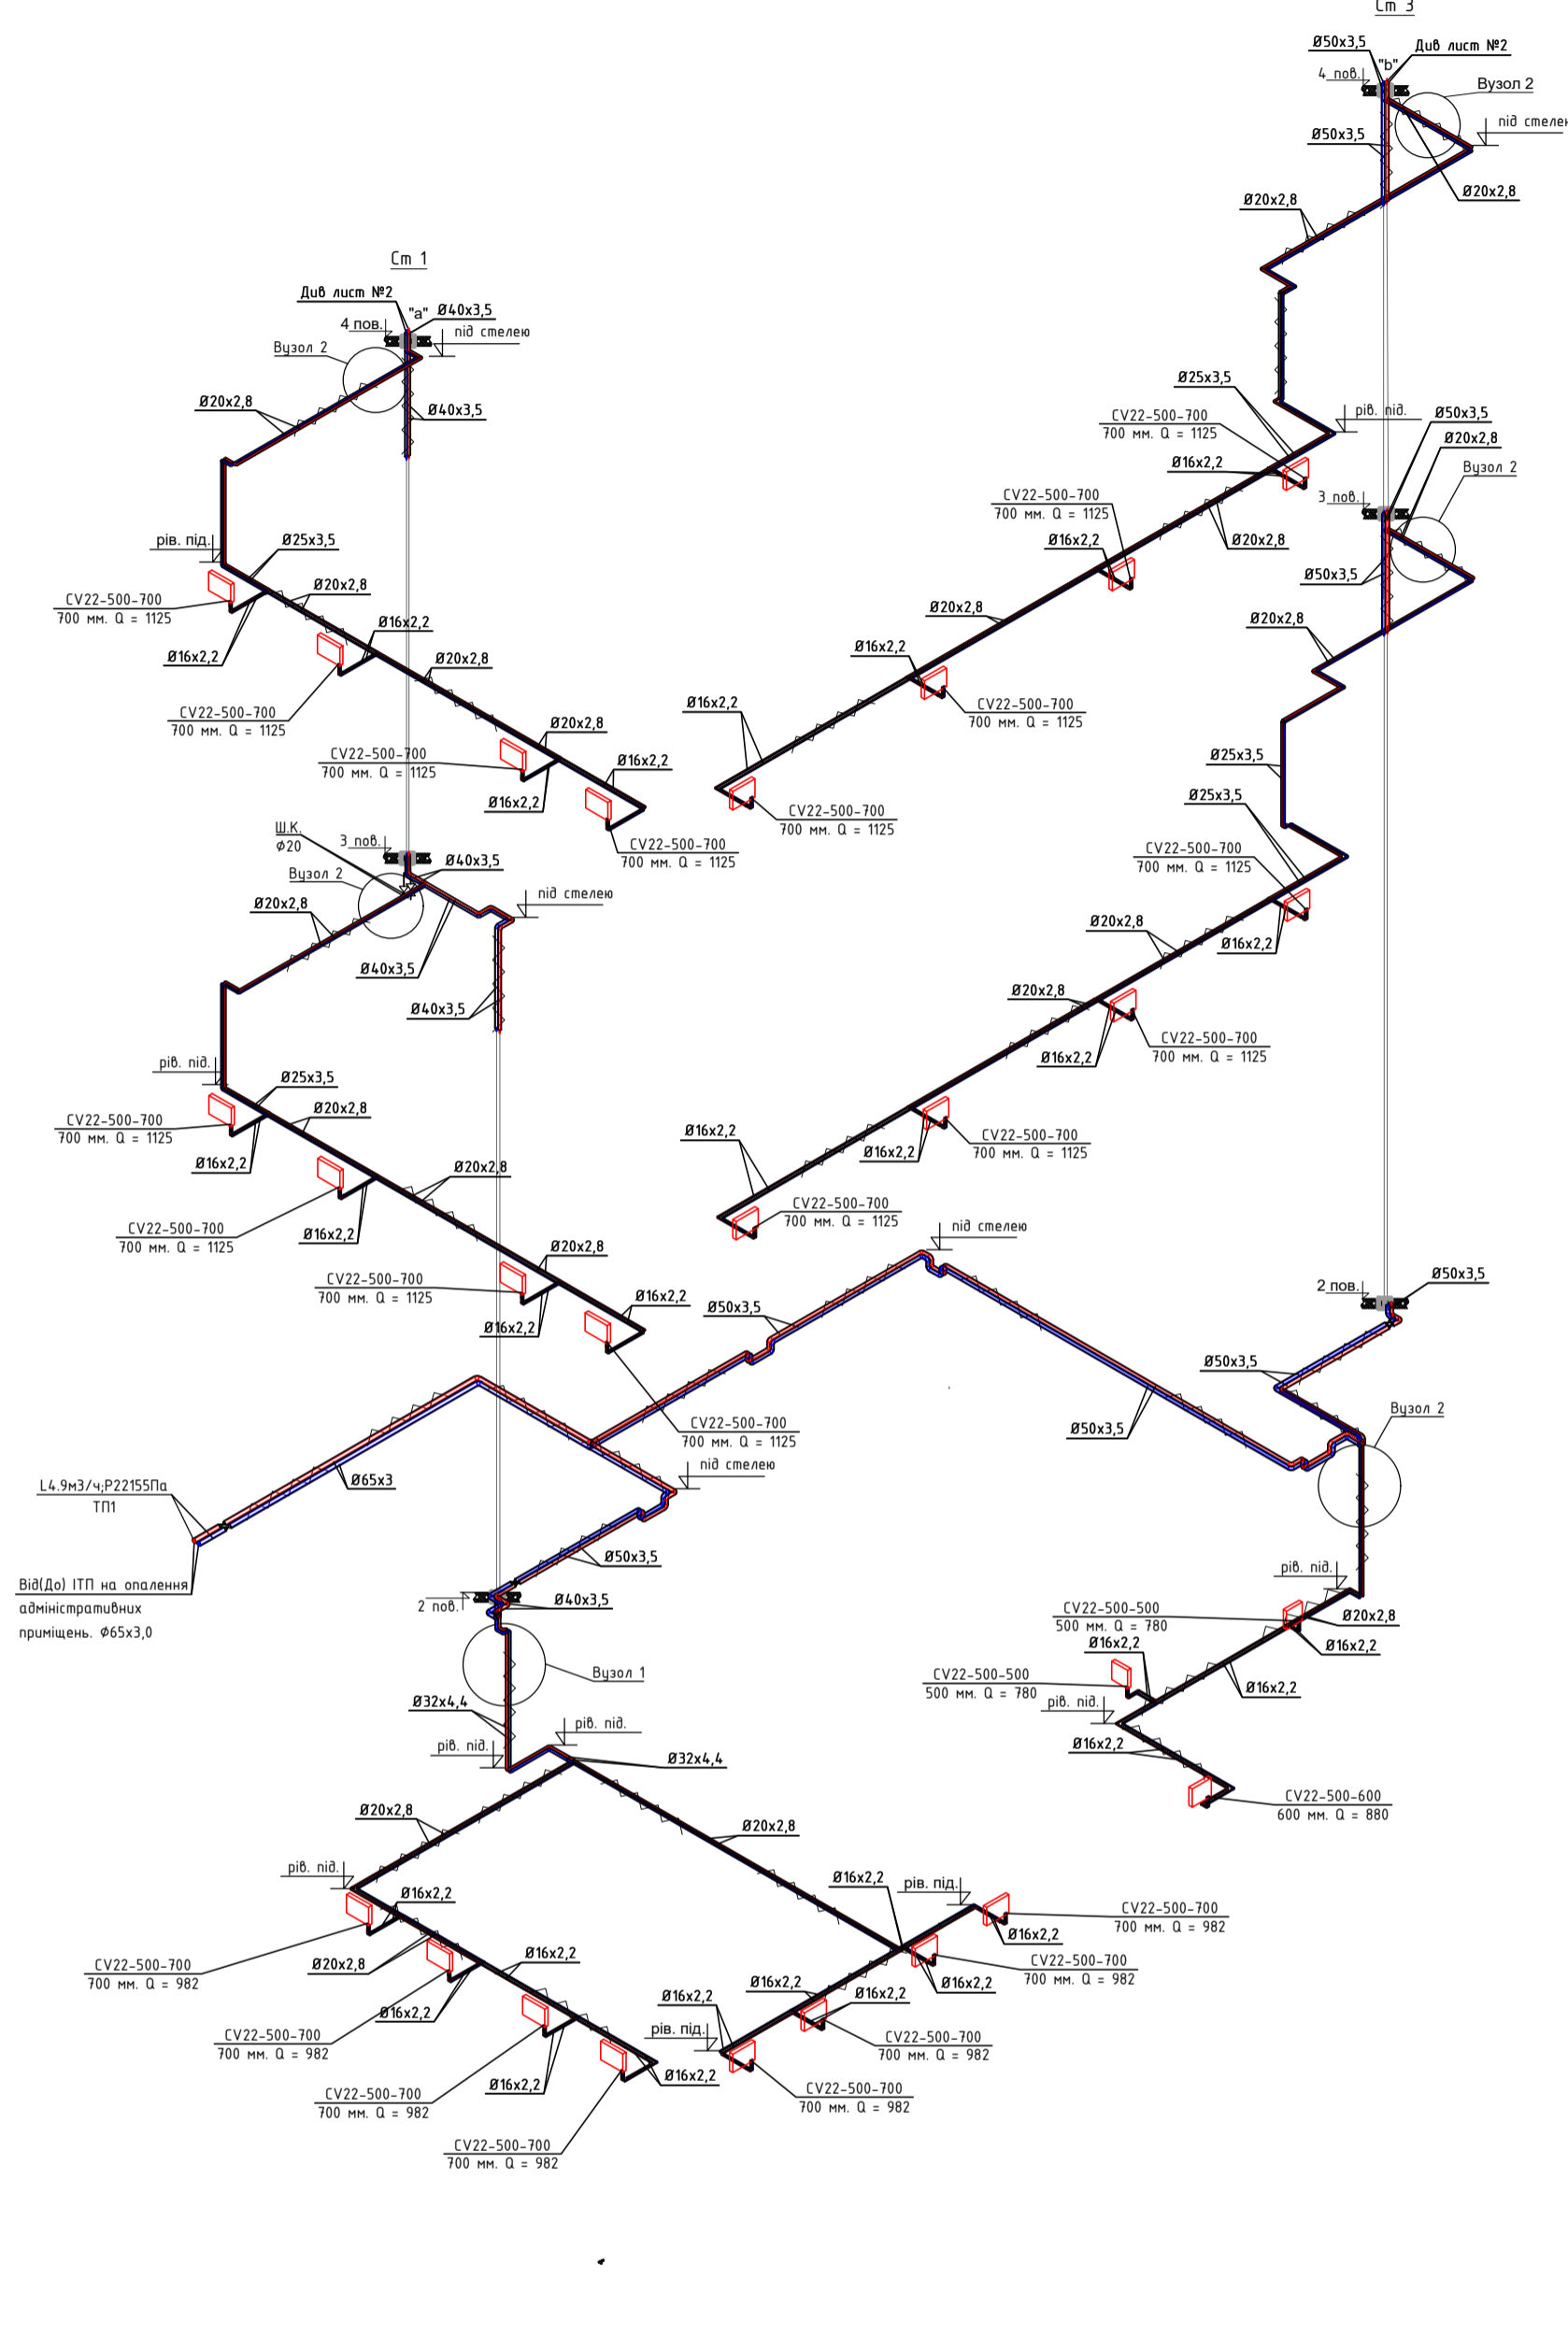 Ст 3
Ø50x3,5
Див лист №2
"b"
4 пов.
Вузол 2
під стелею
Ø50x3,5
Ø20x2,8
Ø20x2,8
Ст 1
Див лист №2
"a"
Ø40x3,5
4 пов.
під стелею
Вузол 2
Ø20x2,8
Ø40x3,5
рів. під.
Ø25x3,5
Ø20x2,8
CV22-500-700
700 мм. Q = 1125
Ø16x2,2
Ø16x2,2
Ø20x2,8
CV22-500-700
700 мм. Q = 1125
Ø20x2,8
CV22-500-700
700 мм. Q = 1125
Ø16x2,2
Ø16x2,2
CV22-500-700
700 мм. Q = 1125
Ø25x3,5
рів. під.
CV22-500-700
700 мм. Q = 1125
Ø16x2,2
CV22-500-700
700 мм. Q = 1125
Ø16x2,2
Ø20x2,8
Ø20x2,8
Ø16x2,2
CV22-500-700
700 мм. Q = 1125
Ø16x2,2
CV22-500-700
700 мм. Q = 1125
Ø50x3,5
Ø20x2,8
Вузол 2
3 пов.
Ø50x3,5
Ø20x2,8
Ø25x3,5
Ø25x3,5
CV22-500-700
700 мм. Q = 1125
Ø20x2,8
Ø16x2,2
Ø20x2,8
Ø16x2,2
CV22-500-700
700 мм. Q = 1125
Ø16x2,2
Ø16x2,2
CV22-500-700
700 мм. Q = 1125
CV22-500-700
700 мм. Q = 1125
Ш.К.
Ф20
3 пов.
Ø40x3,5
Вузол 2
під стелею
Ø20x2,8
Ø40x3,5
Ø40x3,5
рів. під.
Ø25x3,5
Ø20x2,8
CV22-500-700
700 мм. Q = 1125
Ø16x2,2
Ø20x2,8
CV22-500-700
700 мм. Q = 1125
Ø16x2,2
Ø20x2,8
CV22-500-700
700 мм. Q = 1125
Ø16x2,2
Ø16x2,2
CV22-500-700
700 мм. Q = 1125
під стелею
Ø50x3,5
2 пов.
Ø50x3,5
Ø50x3,5
Ø50x3,5
Вузол 2
під стелею
L4.9м3/ч;P22155Па
ТП1
Ø65x3
Ø50x3,5
Від(До) ІТП на опалення
адміністративних
приміщень. Ф65x3,0
2 пов.
Ø40x3,5
Вузол 1
Ø32x4,4
рів. під.
рів. під.
Ø32x4,4
рів. під.
CV22-500-500
500 мм. Q = 780
Ø20x2,8
Ø16x2,2
Ø16x2,2
CV22-500-500
500 мм. Q = 780
Ø16x2,2
рів. під.
Ø16x2,2
CV22-500-600
600 мм. Q = 880
Ø20x2,8
Ø20x2,8
рів. під.
Ø16x2,2
CV22-500-700
700 мм. Q = 982
Ø20x2,8
Ø16x2,2
Ø16x2,2
CV22-500-700
700 мм. Q = 982
CV22-500-700
700 мм. Q = 982
Ø16x2,2
Ø16x2,2
CV22-500-700
700 мм. Q = 982
Ø16x2,2
рів. під.
CV22-500-700
700 мм. Q = 982
Ø16x2,2
CV22-500-700
700 мм. Q = 982
Ø16x2,2
Ø16x2,2
Ø16x2,2
Ø16x2,2
рів. під.
CV22-500-700
700 мм. Q = 982
CV22-500-700
700 мм. Q = 982